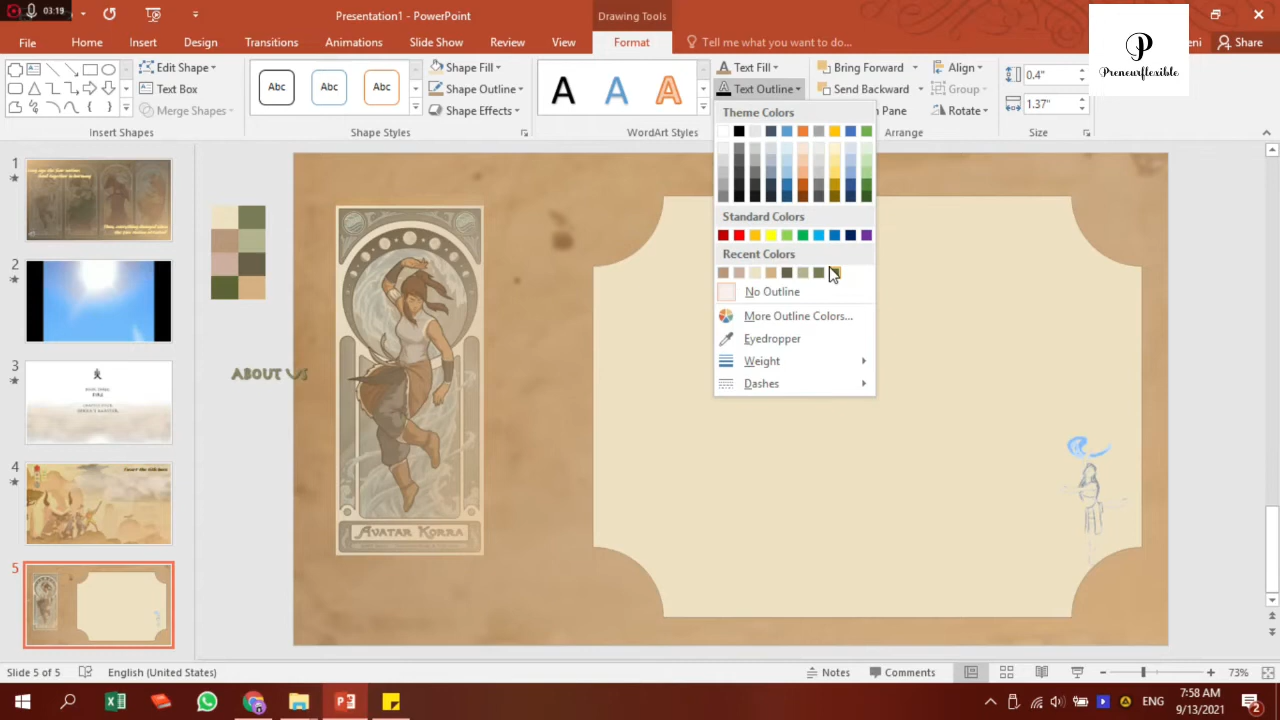 03:19
Presentation1 - PowerPoint
Drawing Tools
File
Home
Insert
Design
Transitions
Animations
Slide Show
Review
View
Format
Tell me what you want to do...
Share
P
Preneurflexible
Edit Shape
Text Box
Merge Shapes
Insert Shapes
Abc
Abc
Abc
Shape Fill
Shape Outline
Shape Effects
Shape Styles
A
A
A
WordArt Styles
Text Fill
Text Outline
Bring Forward
Send Backward
Pane
Arrange
Align
Group
Rotate
0.4"
1.37"
Size
Theme Colors
Standard Colors
Recent Colors
No Outline
More Outline Colors...
Eyedropper
Weight
Dashes
1
2
3
4
5
ABOUT US
AVATAR KORRA
Slide 5 of 5
English (United States)
Notes
Comments
73%
7:58 AM
9/13/2021
2